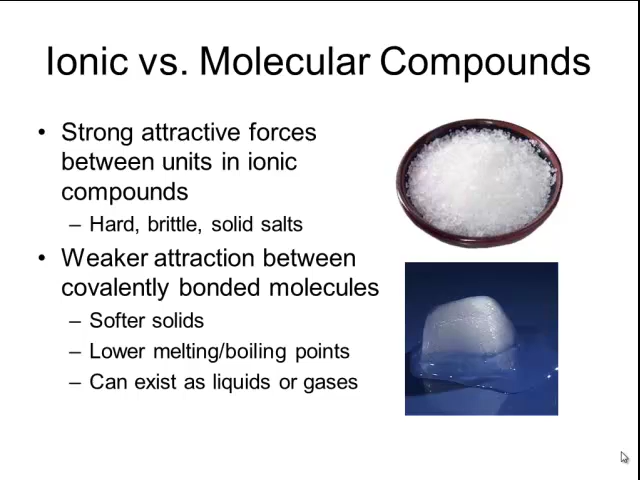 Ionic vs. Molecular Compounds
• Strong attractive forces
between units in ionic
compounds
– Hard, brittle, solid salts
• Weaker attraction between
covalently bonded molecules
– Softer solids
– Lower melting/boiling points
– Can exist as liquids or gases